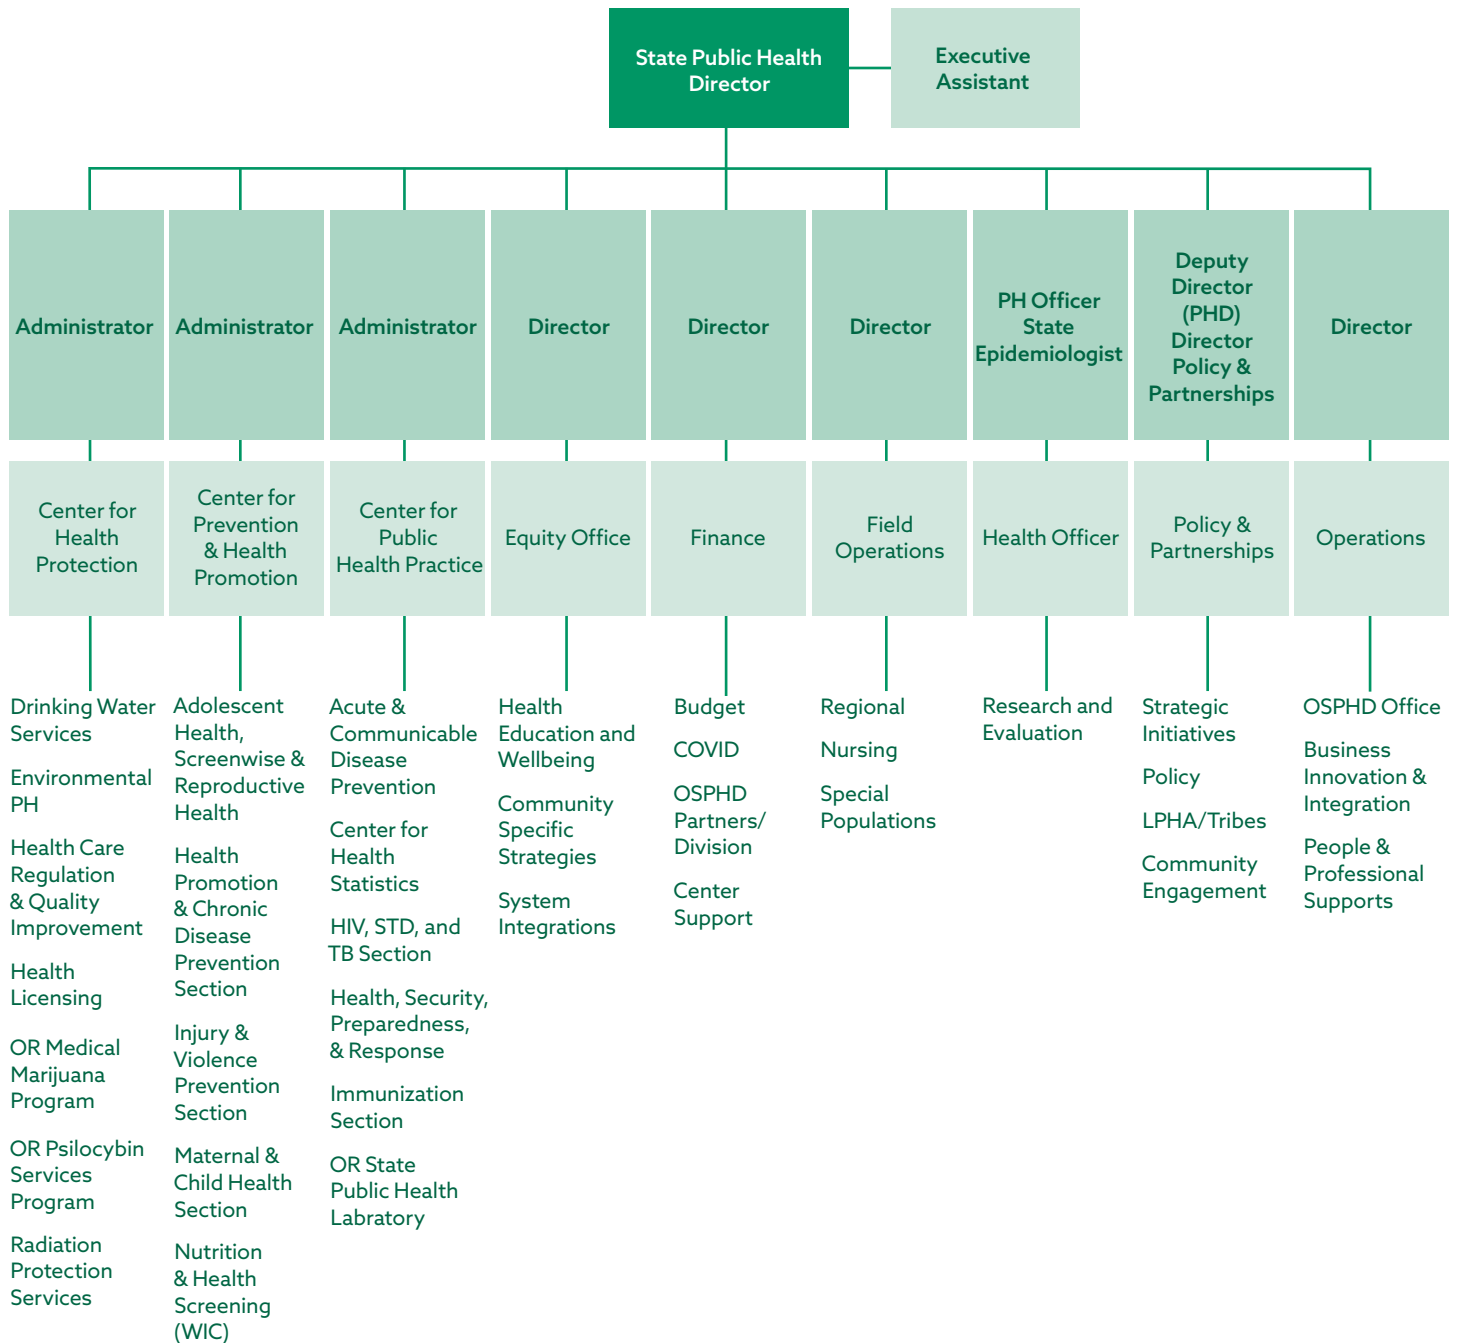 State Public Health
Director
Executive
Assistant
Administrator
Administrator
Administrator
Director
Director
Director
PH Officer
State
Epidemiologist
Deputy
Director
(PHD)
Director
Policy &
Partnerships
Director
Center for
Health
Protection
Center for
Prevention
& Health
Promotion
Center for
Public
Health Practice
Equity Office
Finance
Field
Operations
Health Officer
Policy &
Partnerships
Operations
Drinking Water
Services
Environmental
PH
Health Care
Regulation
& Quality
Improvement
Health
Licensing
OR Medical
Marijuana
Program
OR Psilocybin
Services
Program
Radiation
Protection
Services
Adolescent
Health,
Screenwise &
Reproductive
Health
Health
Promotion
& Chronic
Disease
Prevention
Section
Injury &
Violence
Prevention
Section
Maternal &
Child Health
Section
Nutrition
& Health
Screening
(WIC)
Acute &
Communicable
Disease
Prevention
Center for
Health
Statistics
HIV, STD, and
TB Section
Health, Security,
Preparedness,
& Response
Immunization
Section
OR State
Public Health
Labratory
Health
Education and
Wellbeing
Community
Specific
Strategies
System
Integrations
Budget
COVID
OSPHD
Partners/
Division
Center
Support
Regional
Nursing
Special
Populations
Research and
Evaluation
Strategic
Initiatives
Policy
LPHA/Tribes
Community
Engagement
OSPHD Office
Business
Innovation &
Integration
People &
Professional
Supports